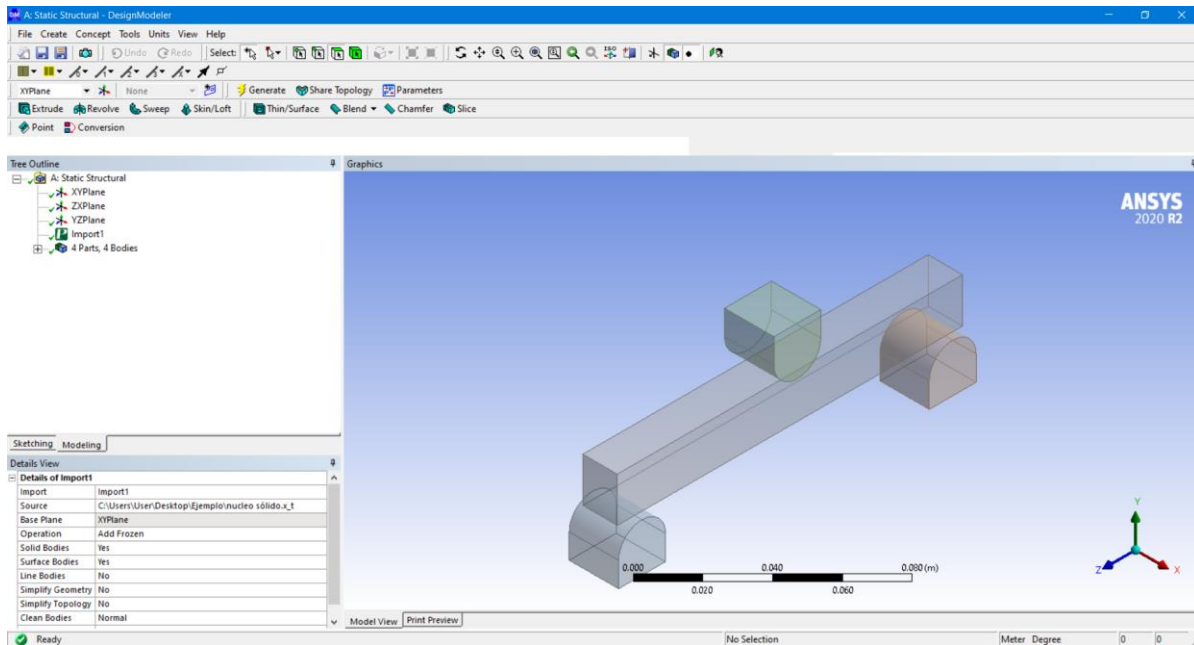 A: Static Structural - DesignModeler
File Create Concept Tools Units View Help
Undo Redo Select:
XYPlane None Generate Share Topology Parameters
Extrude Revolve Sweep Skin/Loft Thin/Surface Blend Chamfer Slice
Point Conversion
Tree Outline
A: Static Structural
XYPlane
ZXPlane
YZPlane
Import1
4 Parts, 4 Bodies
Sketching Modeling
Details View
Details of Import1
Import Import1
Source C:\Users\User\Desktop\Ejemplo\nucleo sólido.x_t
Base Plane XYPlane
Operation Add Frozen
Solid Bodies Yes
Surface Bodies Yes
Line Bodies No
Simplify Geometry No
Simplify Topology No
Clean Bodies Normal
Graphics
ANSYS
2020 R2
0.000 0.040 0.080 (m)
0.020 0.060
Y
Z X
Model View Print Preview
Ready No Selection Meter Degree 0 0